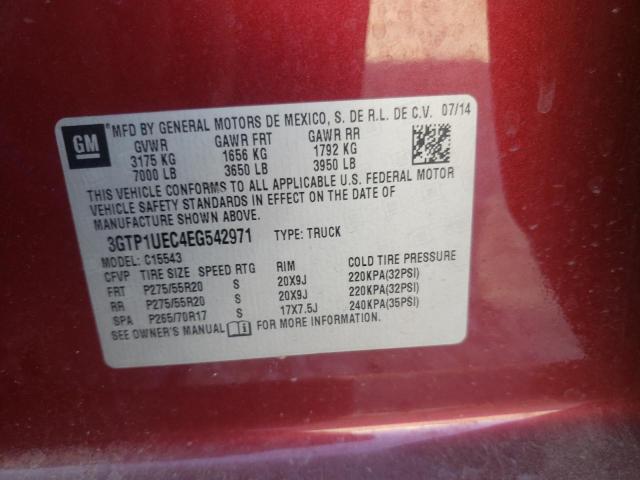 GM
®MFD BY GENERAL MOTORS DE MEXICO, S. DE R.L. DE C.V. 07/14
GVWR GAWR FRT GAWR RR
3175 KG 1656 KG 1792 KG
7000 LB 3650 LB 3950 LB
THIS VEHICLE CONFORMS TO ALL APPLICABLE U.S. FEDERAL MOTOR
VEHICLE SAFETY STANDARDS IN EFFECT ON THE DATE OF
MANUFACTURE SHOWN ABOVE.
3GTP1UEC4EG542971 TYPE: TRUCK
MODEL: C15543
CFVP TIRE SIZE SPEED RTG RIM COLD TIRE PRESSURE
FRT P275/55R20 S 20X9J 220KPA(32PSI)
RR P275/55R20 S 20X9J 220KPA(32PSI)
SPA P265/70R17 S 17X7.5J 240KPA(35PSI)
SEE OWNER'S MANUAL FOR MORE INFORMATION.